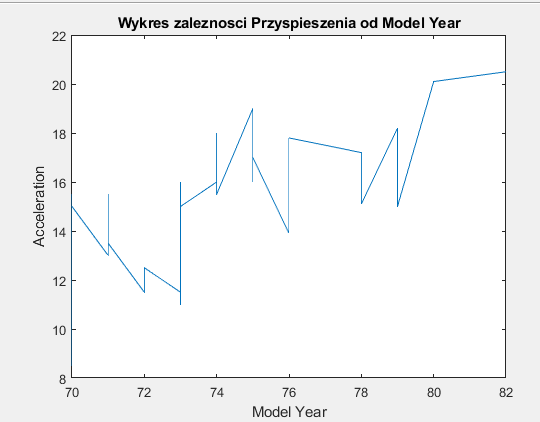 Wykres zaleznosci Przyspieszenia od Model Year
22
20
18
16
14
12
10
8
Acceleration
70 72 74 76 78 80 82
Model Year